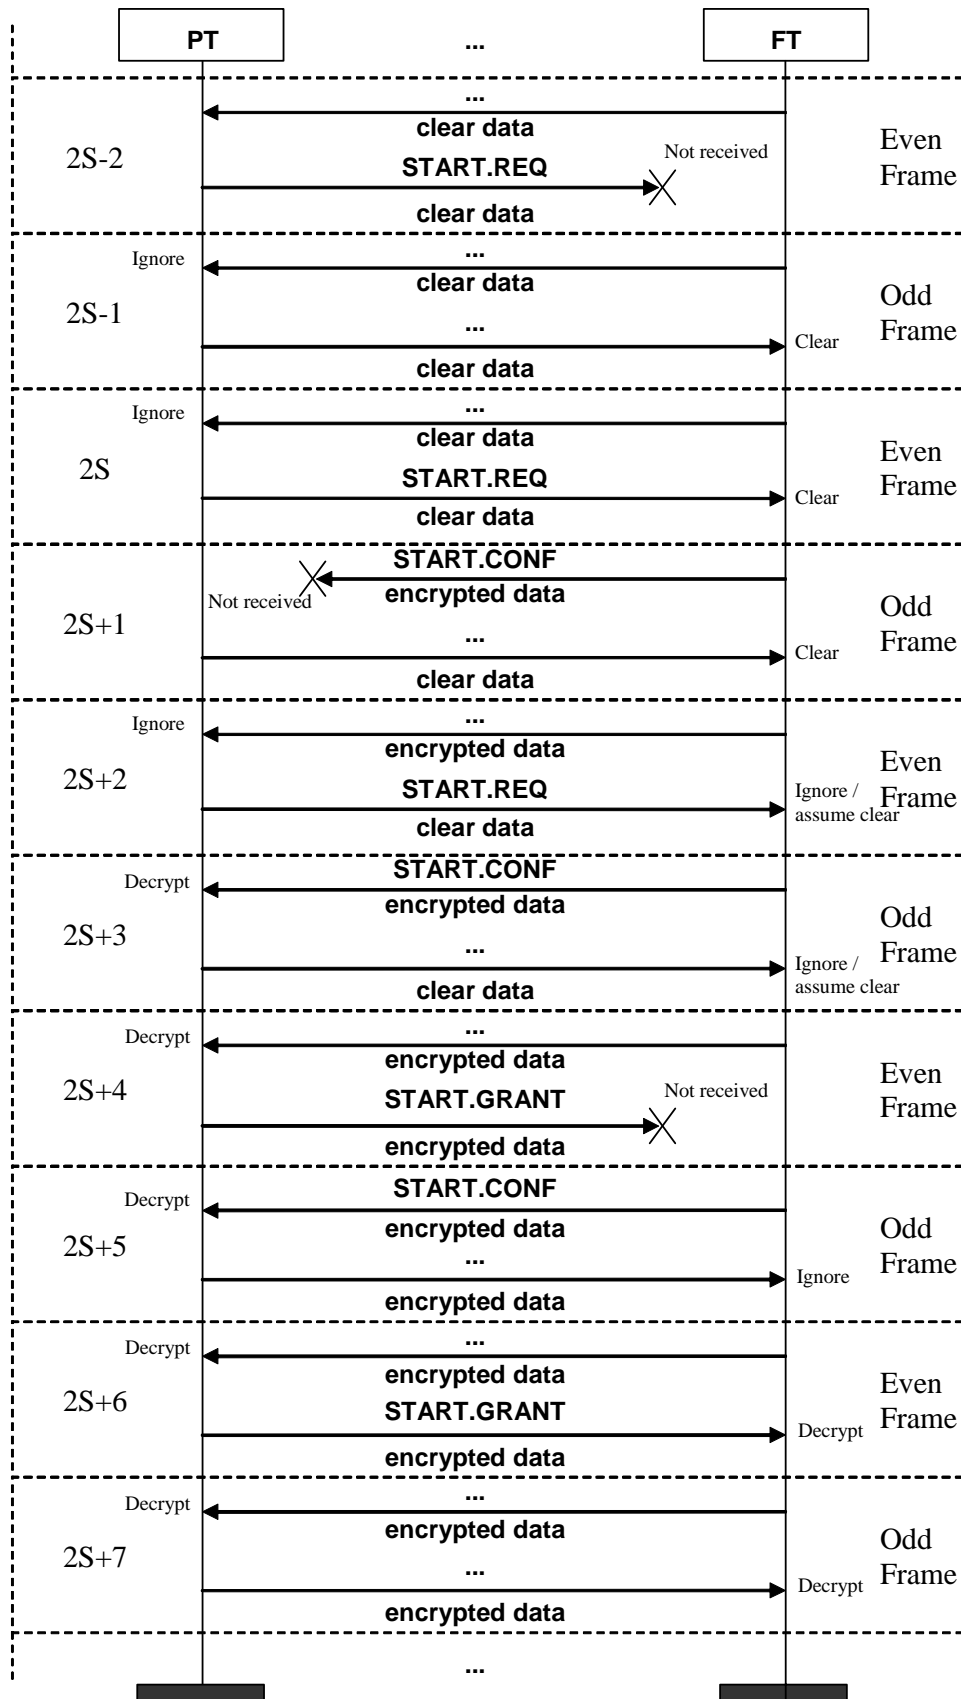 PT
...
FT
...
clear data
2S-2
Not received
START.REQ
clear data
Even
Frame
Ignore
...
clear data
2S-1
...
Clear
clear data
Odd
Frame
Ignore
...
clear data
2S
START.REQ
Clear
clear data
Even
Frame
START.CONF
Not received
encrypted data
2S+1
...
Clear
clear data
Odd
Frame
Ignore
...
encrypted data
2S+2
START.REQ
Ignore /
assume clear
clear data
Even
Frame
START.CONF
Decrypt
encrypted data
2S+3
...
Ignore /
assume clear
clear data
Odd
Frame
Decrypt
...
encrypted data
2S+4
START.GRANT
Not received
encrypted data
Even
Frame
START.CONF
Decrypt
encrypted data
2S+5
...
Ignore
encrypted data
Odd
Frame
Decrypt
...
encrypted data
2S+6
START.GRANT
Decrypt
encrypted data
Even
Frame
Decrypt
...
encrypted data
2S+7
...
Decrypt
encrypted data
Odd
Frame
...